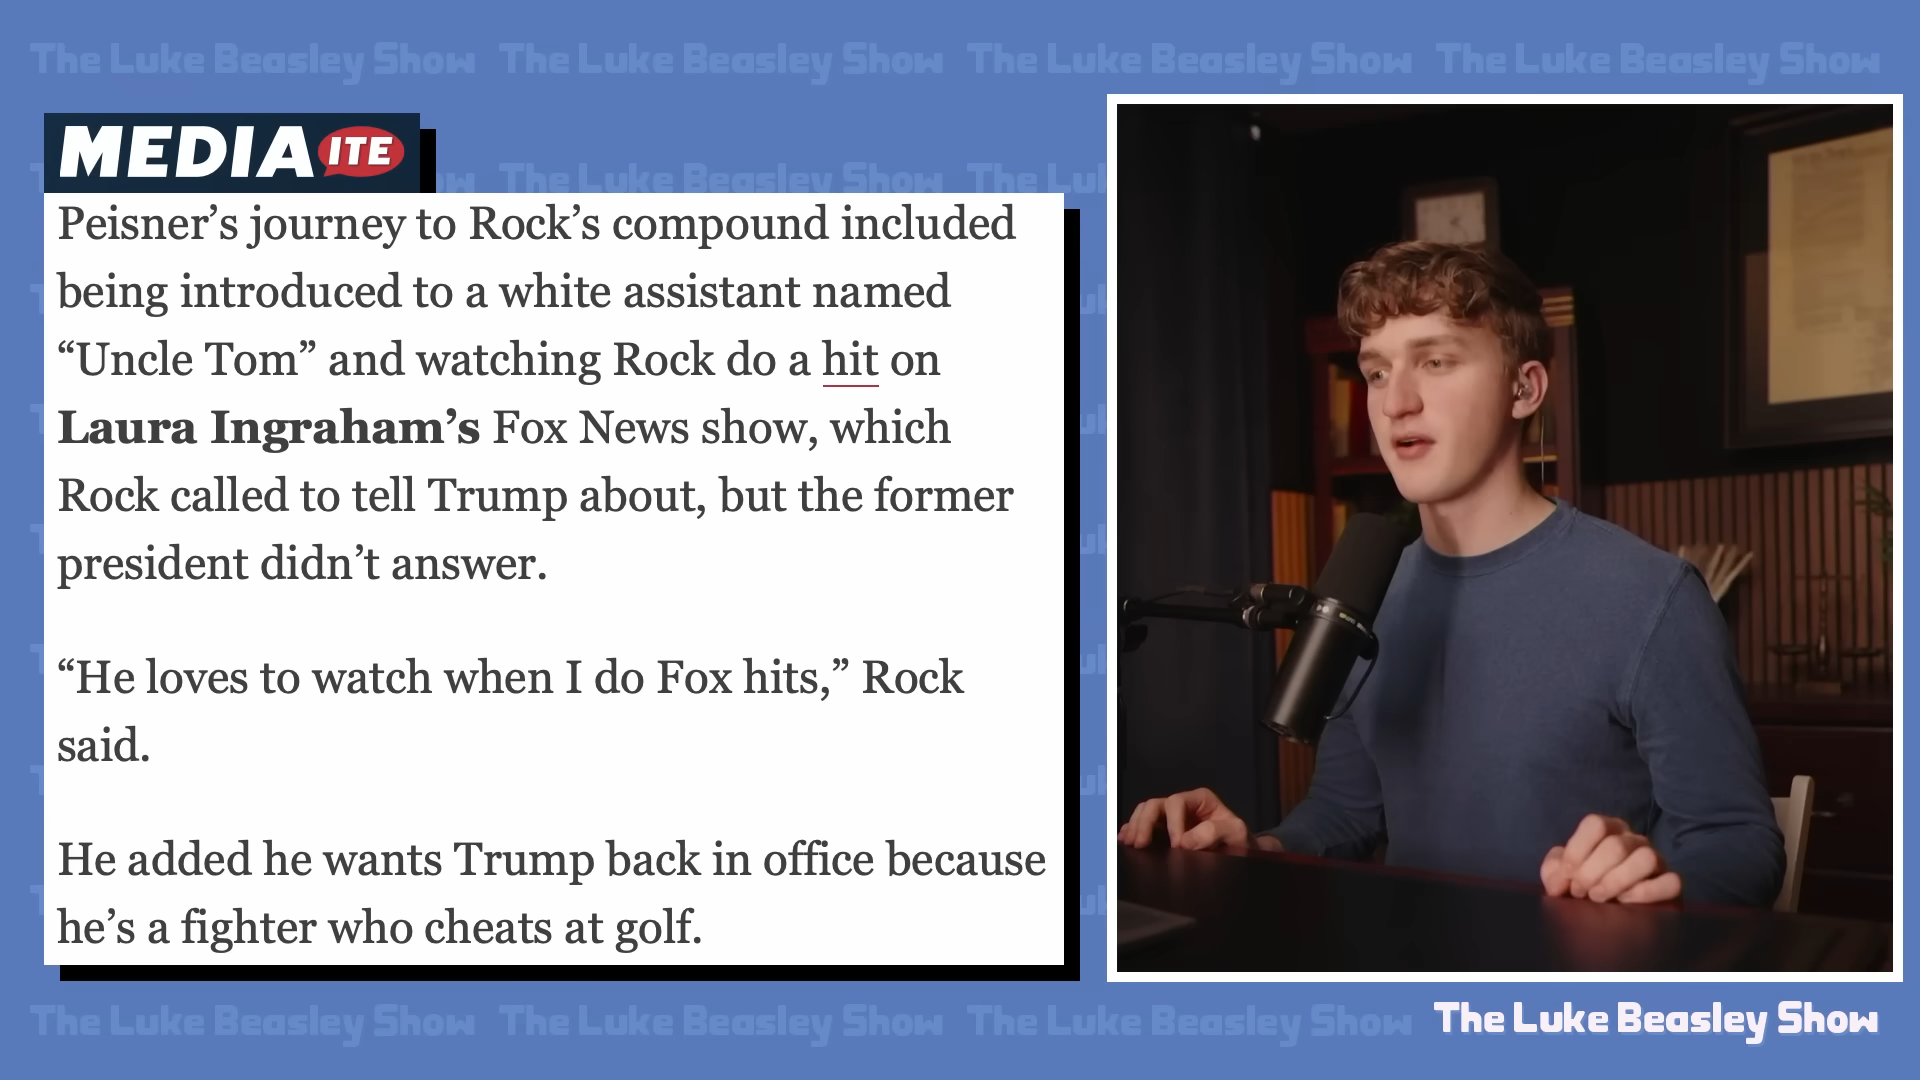 The Luke Beasley Show The Luke Beasley Show The Luke Beasley Show The Luke Beasley Show
MEDIAITE
The Luke Beasley Show
Peisner’s journey to Rock’s compound included
being introduced to a white assistant named
“Uncle Tom” and watching Rock do a hit on
Laura Ingraham’s Fox News show, which
Rock called to tell Trump about, but the former
president didn’t answer.
“He loves to watch when I do Fox hits,” Rock
said.
He added he wants Trump back in office because
he’s a fighter who cheats at golf.
The Luke Beasley Show The Luke Beasley Show The Luke Beasley Show The Luke Beasley Show